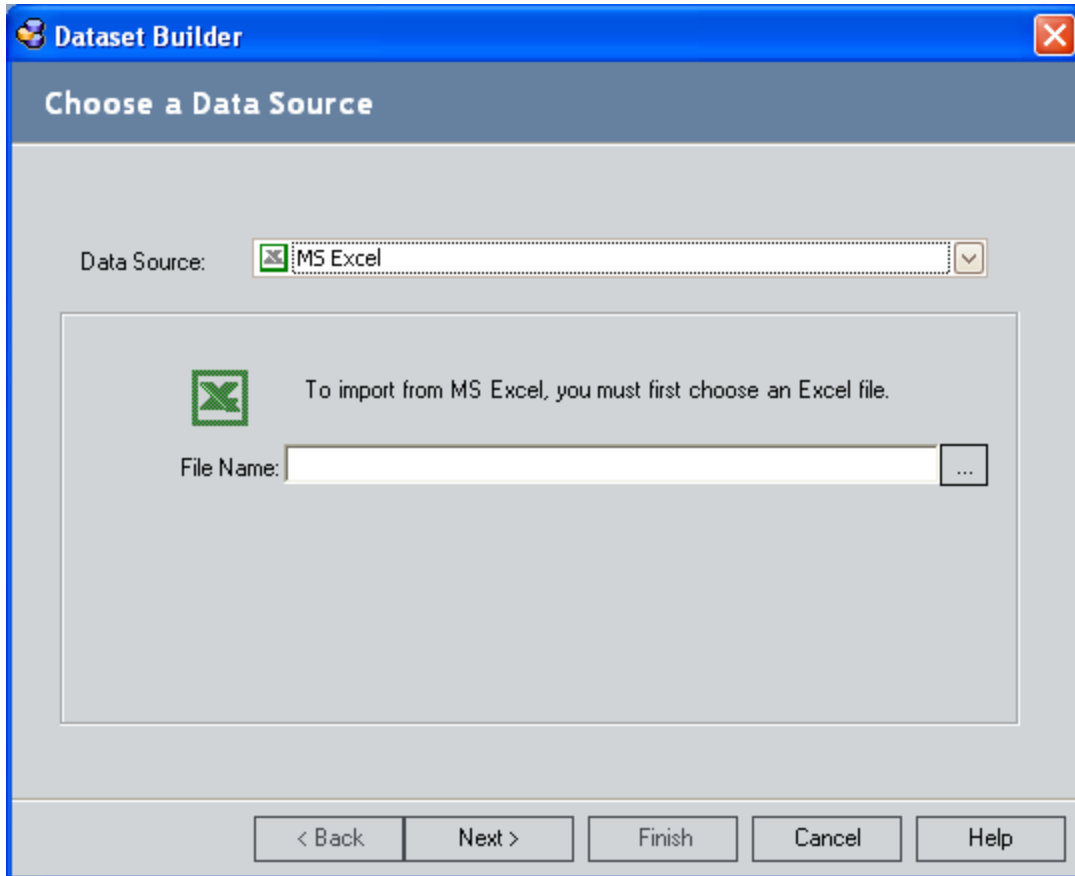 Dataset Builder
Choose a Data Source
Data Source: MS Excel
To import from MS Excel, you must first choose an Excel file.
File Name: ...
< Back Next > Finish Cancel Help